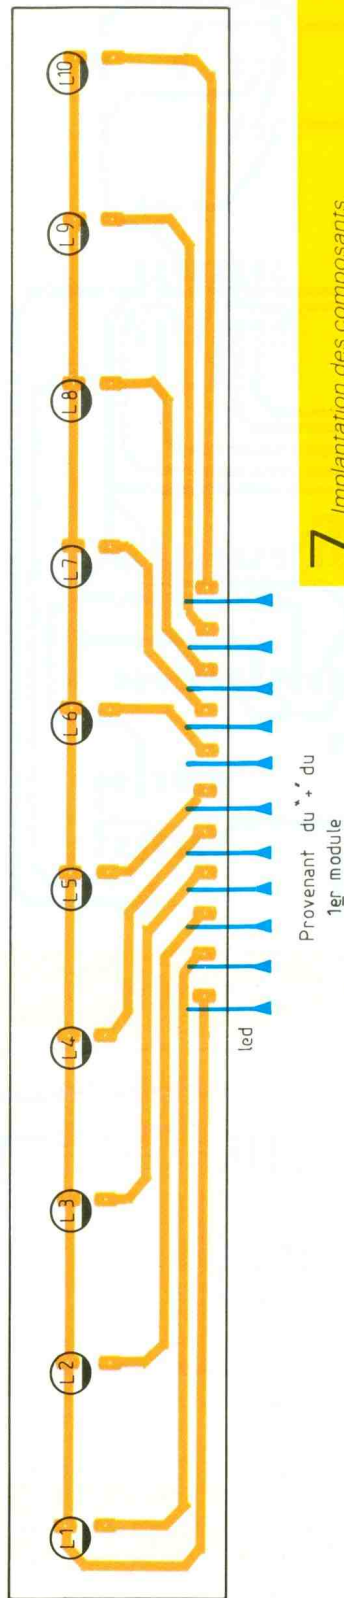 L1
L2
L3
L4
L5
L6
L7
L8
L9
L10
led
Provenant du "+" du
1er module
7 Implantation des composants